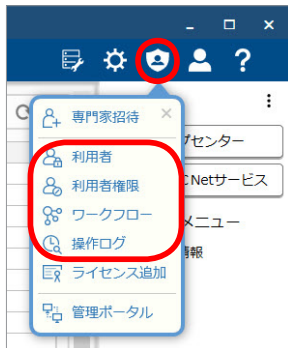 ?
専門家招待 ×
利用者
利用者権限
ワークフロー
操作ログ
ライセンス追加
管理ポータル
プセンター
Netサービス
メニュー
情報